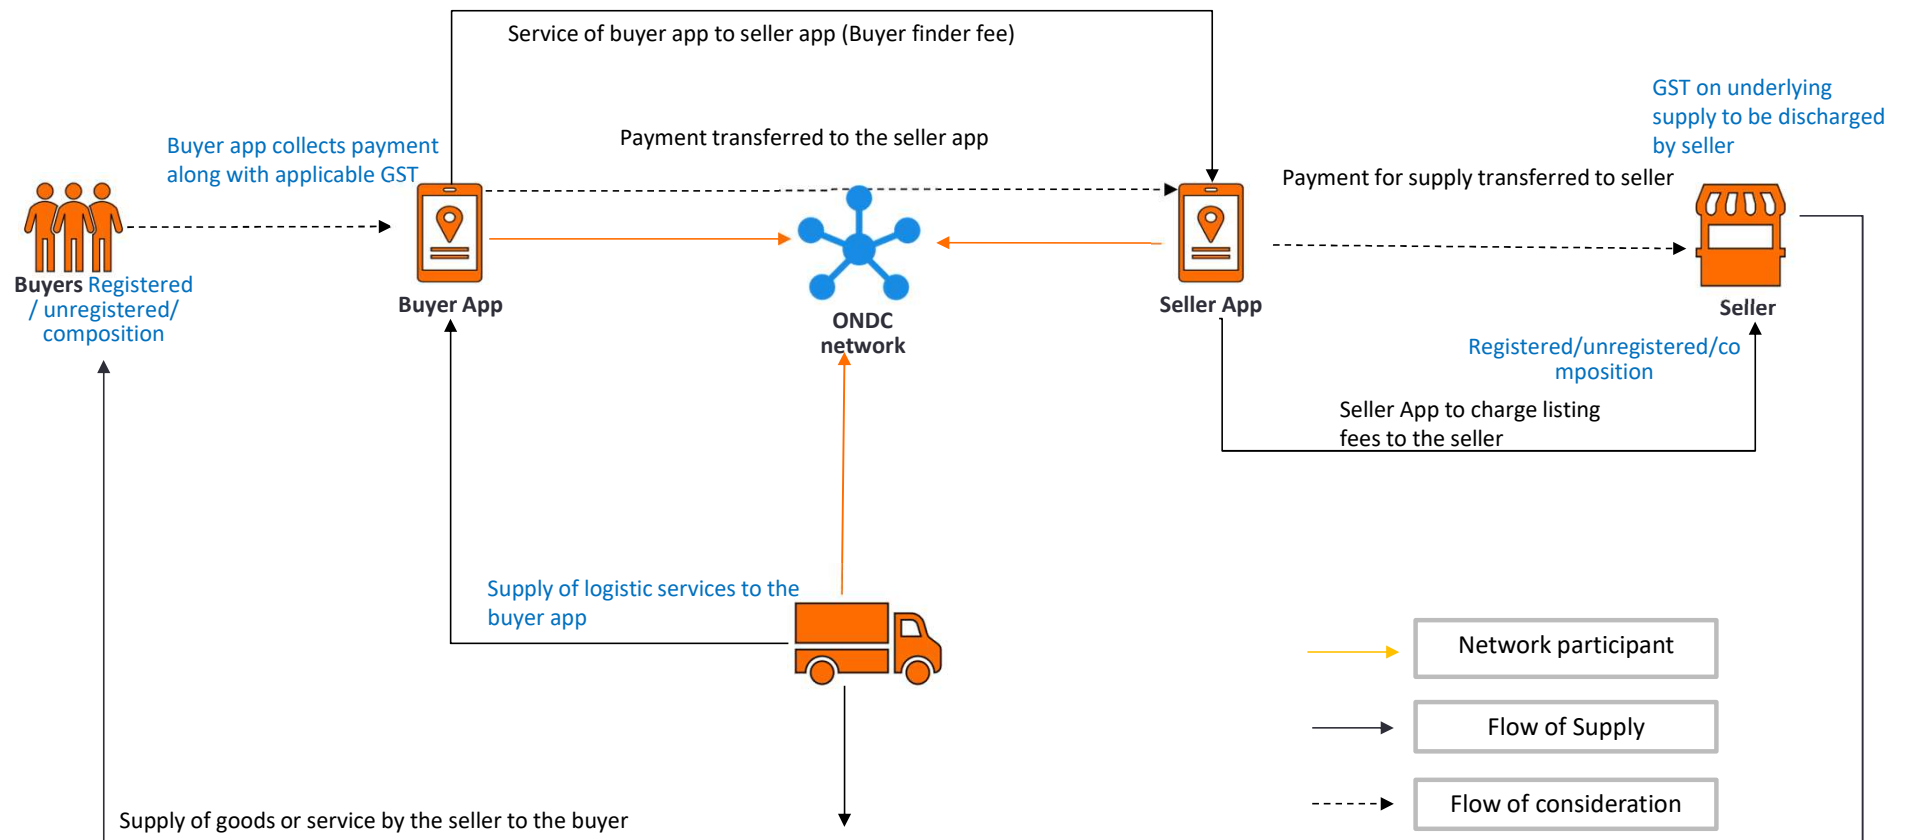 Service of buyer app to seller app (Buyer finder fee)
GST on underlying
supply to be discharged
by seller
Buyer app collects payment
along with applicable GST
Payment transferred to the seller app
Payment for supply transferred to seller
Buyers Registered
/ unregistered/
composition
Buyer App
ONDC
network
Seller App
Seller
Registered/unregistered/co
mposition
Seller App to charge listing
fees to the seller
Supply of logistic services to the
buyer app
Network participant
Flow of Supply
Flow of consideration
Supply of goods or service by the seller to the buyer